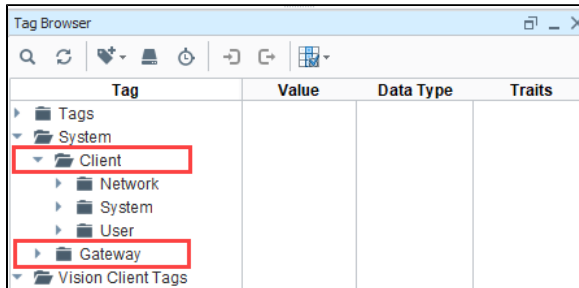 Tag Browser
Tag Value Data Type Traits
Tags
System
Client
Network
System
User
Gateway
Vision Client Tags